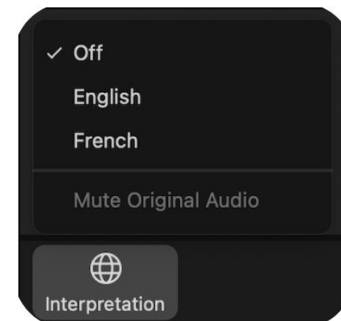 Off
English
French
Mute Original Audio
Interpretation